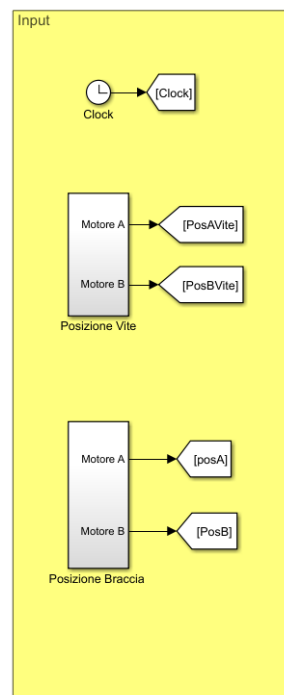 Input
[Clock]
Clock
Motore A
[PosAVite]
Motore B
[PosBVite]
Posizione Vite
Motore A
[posA]
Motore B
[PosB]
Posizione Braccia